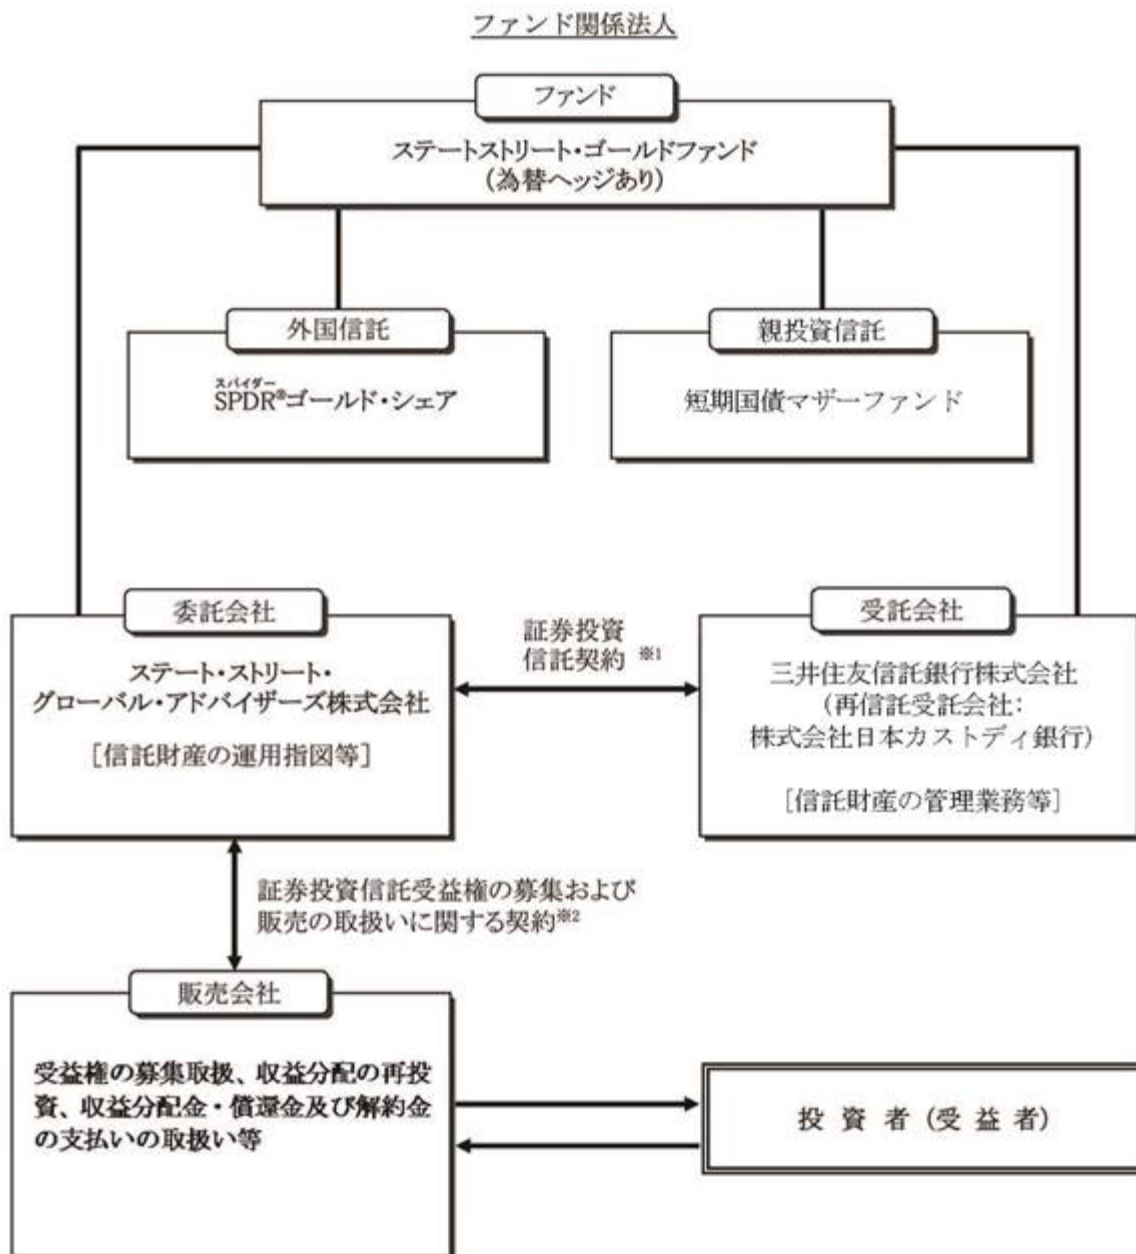 ファンド関係法人
ファンド
ステートストリート・ゴールドファンド
（為替ヘッジあり）
外国信託
スパイダー
SPDR®ゴールド・シェア
親投資信託
短期国債マザーファンド
委託会社
ステート・ストリート・
グローバル・アドバイザーズ株式会社
［信託財産の運用指図等］
証券投資
信託契約 ※1
受託会社
三井住友信託銀行株式会社
（再信託受託会社：
株式会社日本カストディ銀行）
［信託財産の管理業務等］
証券投資信託受益権の募集および
販売の取扱いに関する契約※2
販売会社
受益権の募集取扱、収益分配の再投
資、収益分配金・償還金及び解約金
の支払いの取扱い等
投資者（受益者）